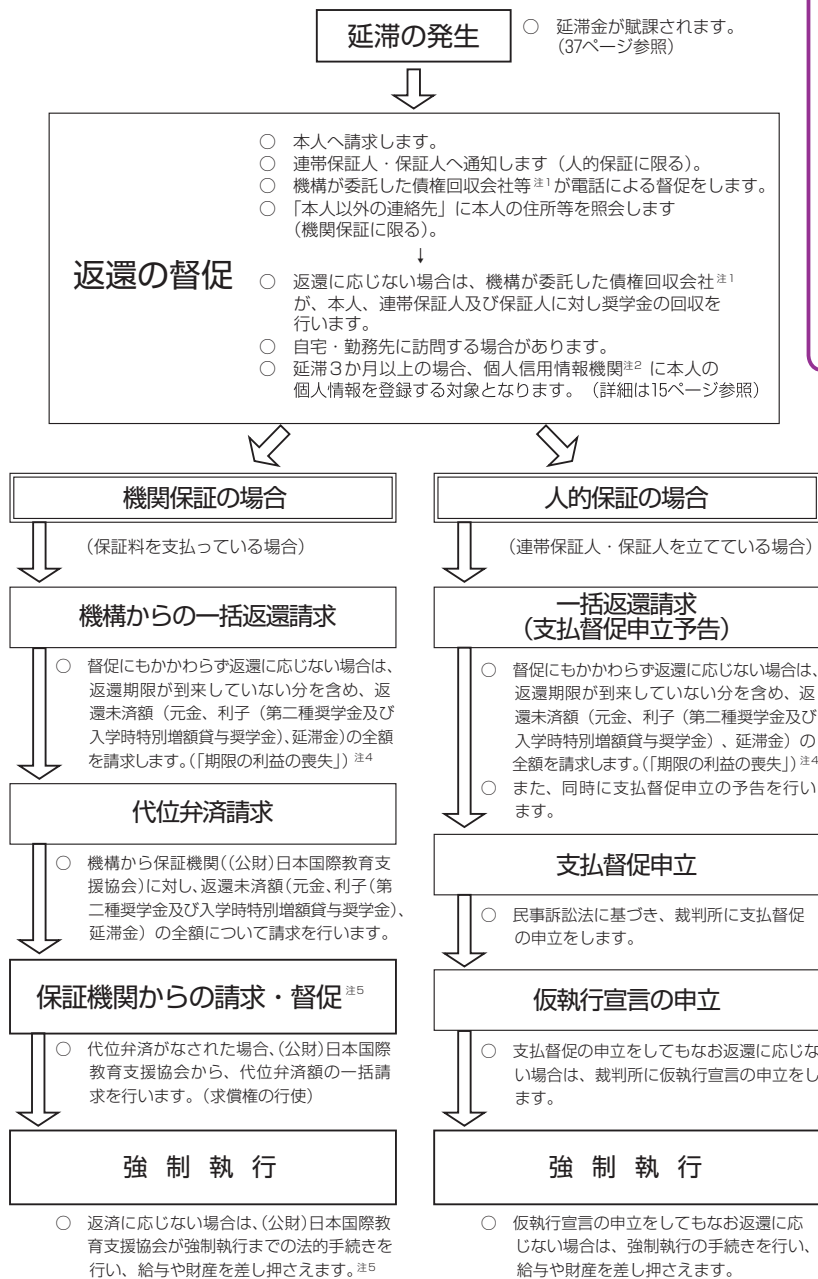 延滞の発生
○ 延滞金が賦課されます。
(37ページ参照)
返還の督促
○ 本人へ請求します。
○ 連帯保証人・保証人へ通知します（人的保証に限る）。
○ 機構が委託した債権回収会社等注1が電話による督促をします。
○ 「本人以外の連絡先」に本人の住所等を照会します
(機関保証に限る)。
↓
○ 返還に応じない場合は、機構が委託した債権回収会社注1
が、本人、連帯保証人及び保証人に対し奨学金の回収を
行います。
○ 自宅・勤務先に訪問する場合があります。
○ 延滞３か月以上の場合、個人信用情報機関注2 に本人の
個人情報を登録する対象となります。（詳細は15ページ参照）
機関保証の場合
（保証料を支払っている場合）
機構からの一括返還請求
○ 督促にもかかわらず返還に応じない場合は、
返還期限が到来していない分を含め、返
還未済額（元金、利子（第二種奨学金及び
入学時特別増額貸与奨学金）、延滞金)の全額
を請求します。(「期限の利益の喪失」) 注4
代位弁済請求
○ 機構から保証機関((公財)日本国際教育支
援協会)に対し、返還未済額(元金、利子(第
二種奨学金及び入学時特別増額貸与奨学金)、
延滞金）の全額について請求を行います。
保証機関からの請求・督促 注5
○ 代位弁済がなされた場合、(公財)日本国際
教育支援協会から、代位弁済額の一括請
求を行います。（求償権の行使）
強 制 執 行
○ 返済に応じない場合は、(公財)日本国際教
育支援協会が強制執行までの法的手続きを
行い、給与や財産を差し押さえます。注5
人的保証の場合
（連帯保証人・保証人を立てている場合）
一括返還請求
（支払督促申立予告）
○ 督促にもかかわらず返還に応じない場合は、
返還期限が到来していない分を含め、返
還未済額（元金、利子（第二種奨学金及び
入学時特別増額貸与奨学金）、延滞金）の
全額を請求します。(「期限の利益の喪失」) 注4
○ また、同時に支払督促申立の予告を行い
ます。
支払督促申立
○ 民事訴訟法に基づき、裁判所に支払督促
の申立をします。
仮執行宣言の申立
○ 支払督促の申立をしてもなお返還に応じな
い場合は、裁判所に仮執行宣言の申立をし
ます。
強 制 執 行
○ 仮執行宣言の申立をしてもなお返還に応
じない場合は、強制執行の手続きを行い、
給与や財産を差し押さえます。